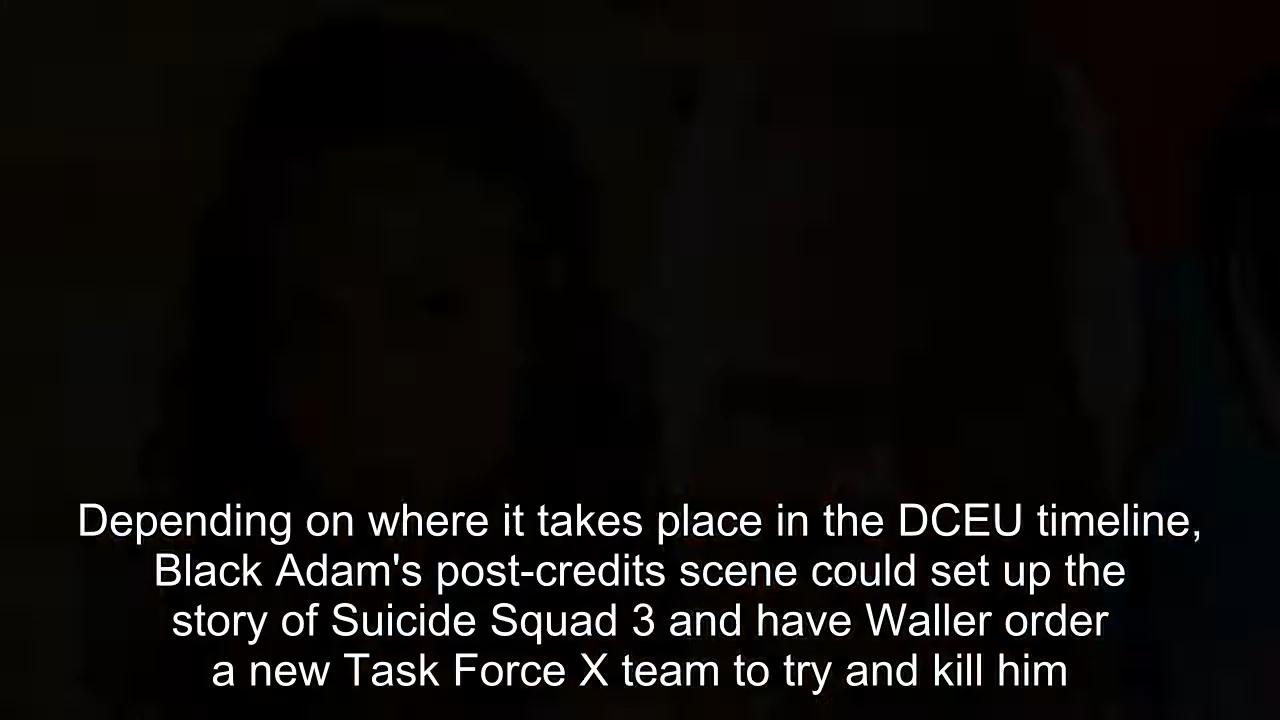 Depending on where it takes place in the DCEU timeline,
Black Adam's post-credits scene could set up the
story of Suicide Squad 3 and have Waller order
a new Task Force X team to try and kill him